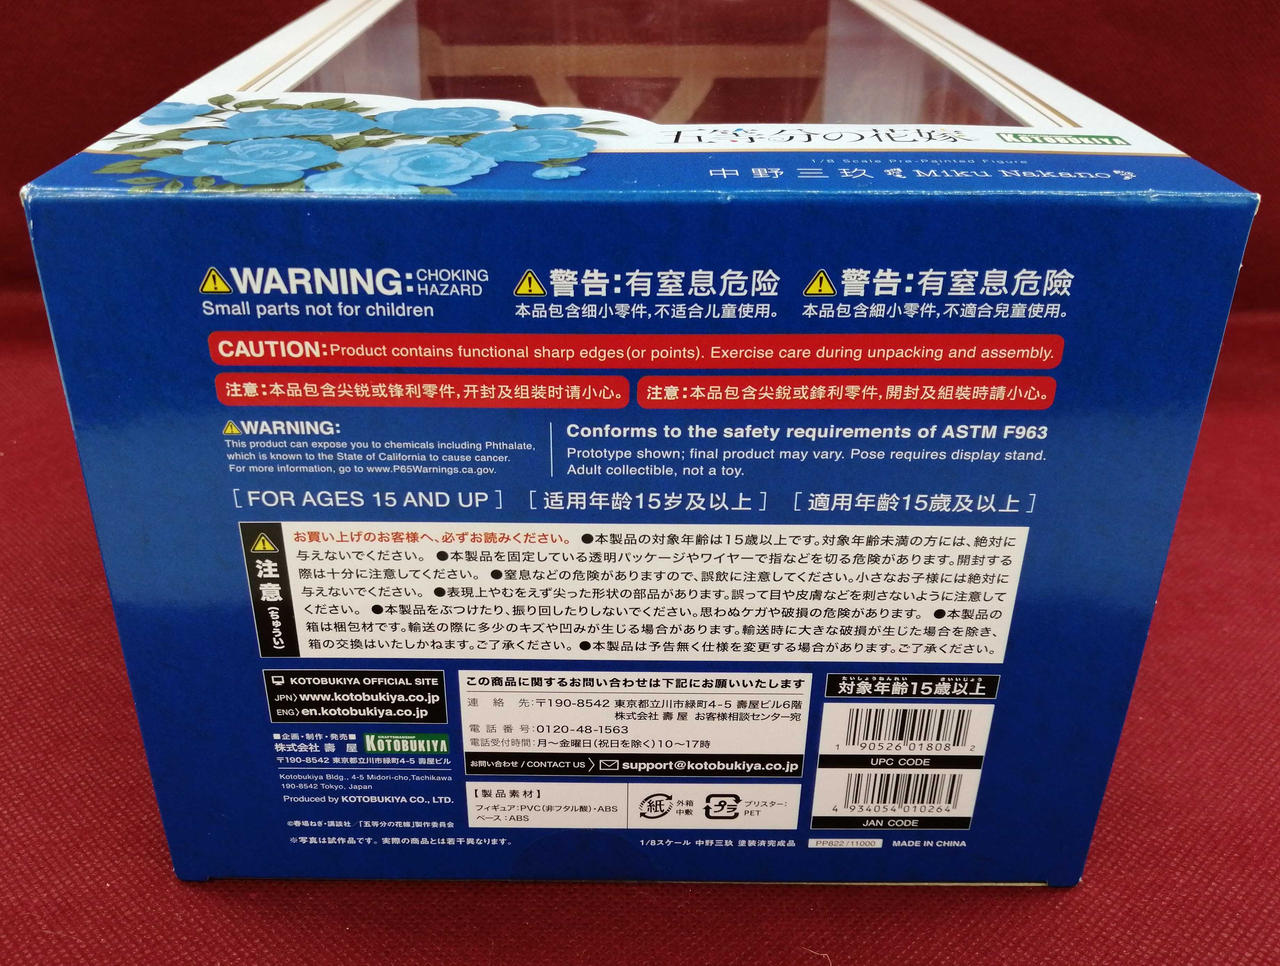 五等分の花嫁
KOTOBUKIYA
1/8 Scale Pre-Painted Figure
中野三玖 Miku Nakano
WARNING: CHOKING HAZARD
Small parts not for children
警告:有窒息危险
本品包含细小零件,不适合儿童使用。
警告:有窒息危險
本品包含細小零件,不適合兒童使用。
CAUTION:Product contains functional sharp edges(or points). Exercise care during unpacking and assembly.
注意:本品包含尖锐或锋利零件,开封及组装时请小心。
注意:本品包含尖銳或鋒利零件,開封及組裝時請小心。
WARNING:
This product can expose you to chemicals including Phthalate,
which is known to the State of California to cause cancer.
For more information, go to www.P65Warnings.ca.gov.
Conforms to the safety requirements of ASTM F963
Prototype shown; final product may vary. Pose requires display stand.
Adult collectible, not a toy.
[FOR AGES 15 AND UP]
[适用年龄15岁及以上]
[適用年齡15歲及以上]
注意(ちゅうい)
お買い上げのお客様へ、必ずお読みください。 ●本製品の対象年齢は15歳以上です。対象年齢未満の方には、絶対に
与えないでください。 ●本製品を固定している透明パッケージやワイヤーで指などを切る危険があります。開封する
際は十分に注意してください。 ●窒息などの危険がありますので、誤飲に注意してください。小さなお子様には絶対に
与えないでください。 ●表現上やむをえず尖った形状の部品があります。誤って目や皮膚などを刺さないように注意して
ください。 ●本製品をぶつけたり、振り回したりしないでください。思わぬケガや破損の危険があります。 ●本製品の
箱は梱包材です。輸送の際に多少のキズや凹みが生じる場合があります。輸送時に大きな破損が生じた場合を除き、
箱の交換はいたしかねます。ご了承ください。 ●本製品は予告無く仕様を変更する場合があります。ご了承ください。
KOTOBUKIYA OFFICIAL SITE
JPN〉www.kotobukiya.co.jp
ENG〉en.kotobukiya.co.jp
■企画・制作・発売■
株式会社 壽 屋
CRAFTSMANSHIP
KOTOBUKIYA
〒190-8542 東京都立川市緑町4-5 壽屋ビル
Kotobukiya Bldg., 4-5 Midori-cho,Tachikawa
190-8542 Tokyo, Japan
Produced by KOTOBUKIYA CO., LTD.
©春場ねぎ・講談社/「五等分の花嫁」製作委員会
※写真は試作品です。実際の商品とは若干異なります。
この商品に関するお問い合わせは下記にお願いいたします
連絡先:〒190-8542 東京都立川市緑町4-5 壽屋ビル6階
株式会社 壽 屋 お客様相談センター宛
電話番号:0120-48-1563
電話受付時間:月〜金曜日(祝日を除く)10〜17時
お問い合わせ/CONTACT US 〉 support@kotobukiya.co.jp
【製品素材】
フィギュア:PVC(非フタル酸)・ABS
ベース:ABS
紙
外箱
中敷
プラ
ブリスター:
PET
1/8スケール 中野三玖 塗装済完成品
たいしょうねんれい さいいじょう
対象年齢15歳以上
1 90526 01808 2
UPC CODE
4 934054 010264
JAN CODE
PP822/11000
MADE IN CHINA